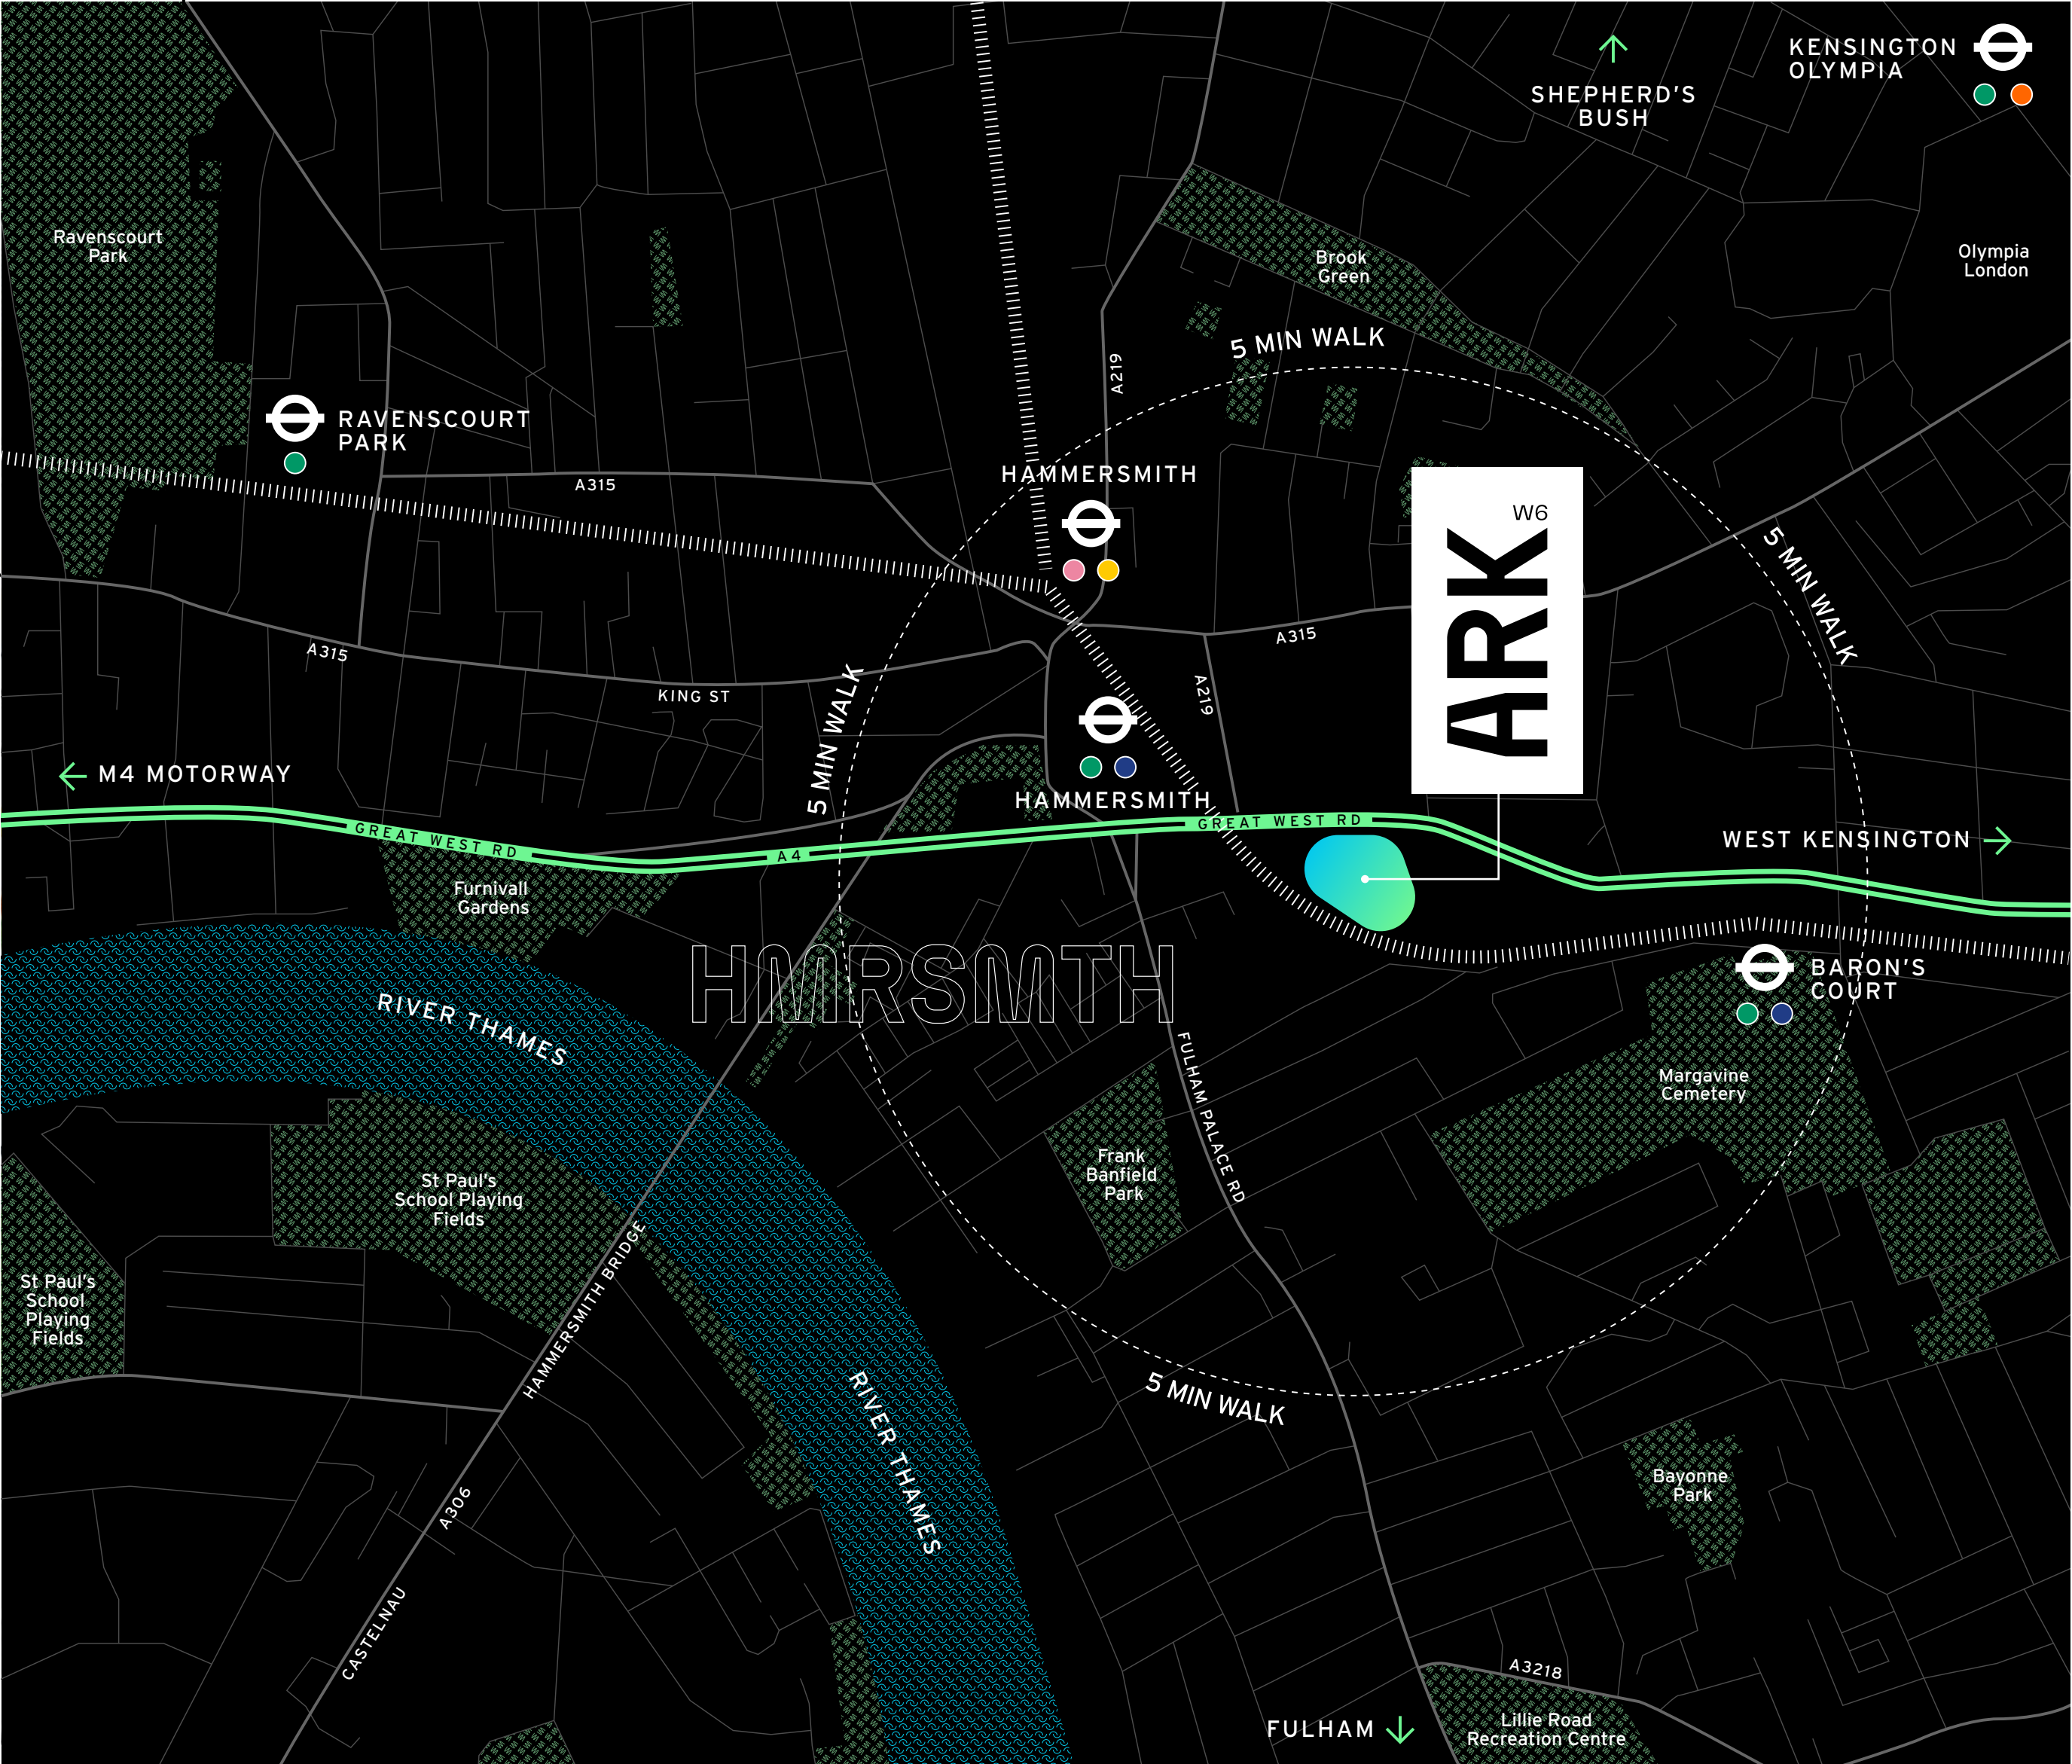 KENSINGTON
OLYMPIA
SHEPHERD'S
BUSH
Ravenscourt
Park
Brook
Green
Olympia
London
5 MIN WALK
A219
RAVENSCOURT
PARK
HAMMERSMITH
A315
W6
ARK
5 MIN WALK
A315
A315
KING ST
A219
5 MIN WALK
M4 MOTORWAY
HAMMERSMITH
GREAT WEST RD
GREAT WEST RD
A4
WEST KENSINGTON
Furnivall
Gardens
HMRSMTH
BARON'S
COURT
RIVER THAMES
FULHAM PALACE RD
Margavine
Cemetery
Frank
Banfield
Park
St Paul's
School Playing
Fields
HAMMERSMITH BRIDGE
St Paul's
School
Playing
Fields
RIVER THAMES
5 MIN WALK
Bayonne
Park
A306
CASTELNAU
A3218
FULHAM
Lillie Road
Recreation Centre